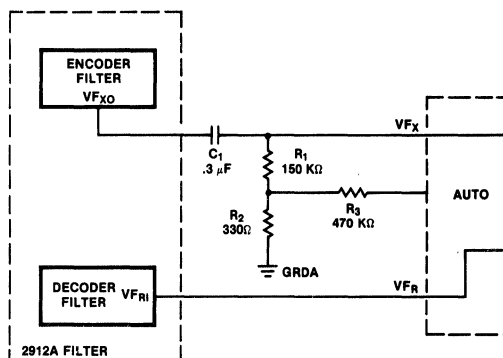 ENCODER
FILTER
VFXO
C1
.3 μF
R1
150 KΩ
VFX
R2
330Ω
R3
470 KΩ
AUTO
GRDA
DECODER
FILTER
VFRI
VFR
2912A FILTER